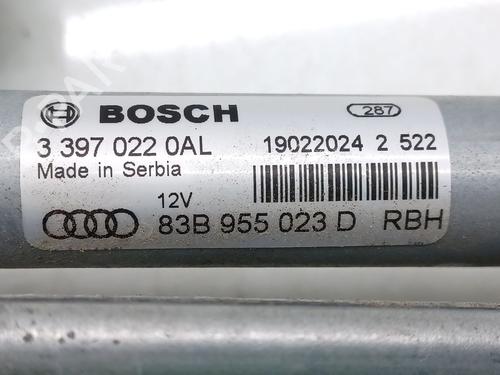 BOSCH 287
3 397 022 0AL 19022024 2 522
Made in Serbia
12V
83B 955 023 D RBH